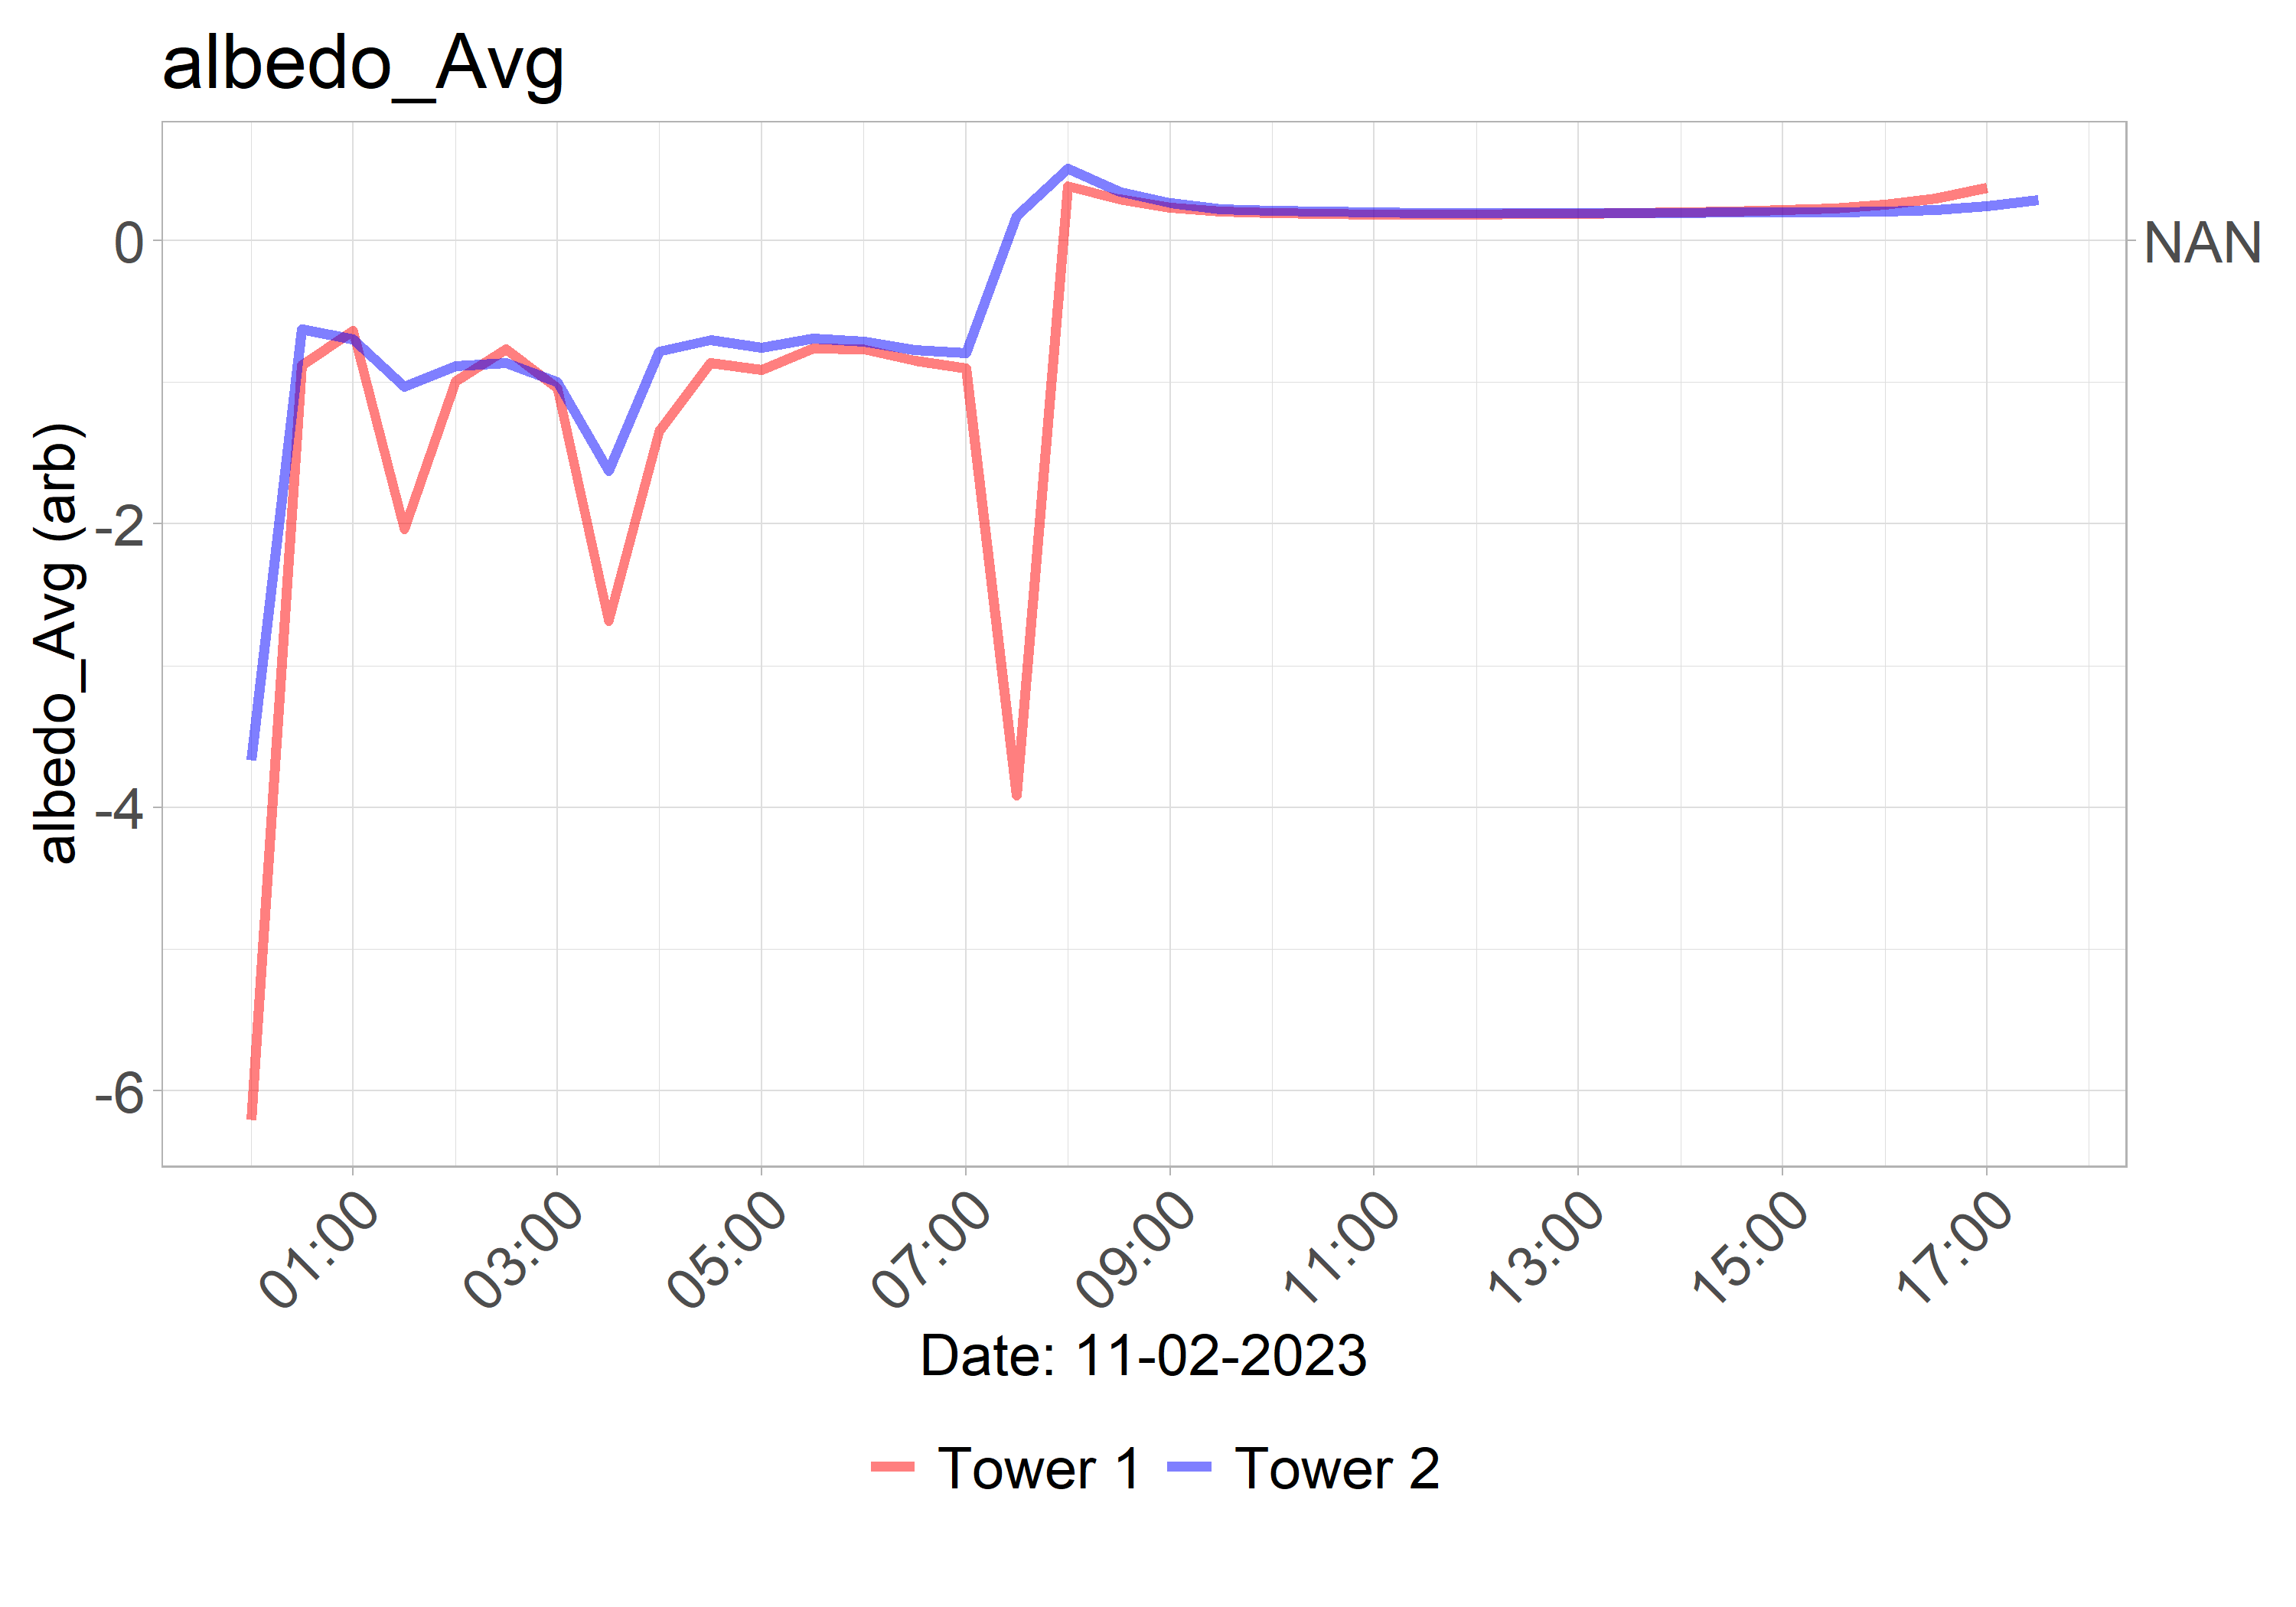 albedo_Avg
albedo_Avg (arb)
0
-2
-4
-6
NAN
01:00
03:00
05:00
07:00
09:00
11:00
13:00
15:00
17:00
Date: 11-02-2023
Tower 1
Tower 2